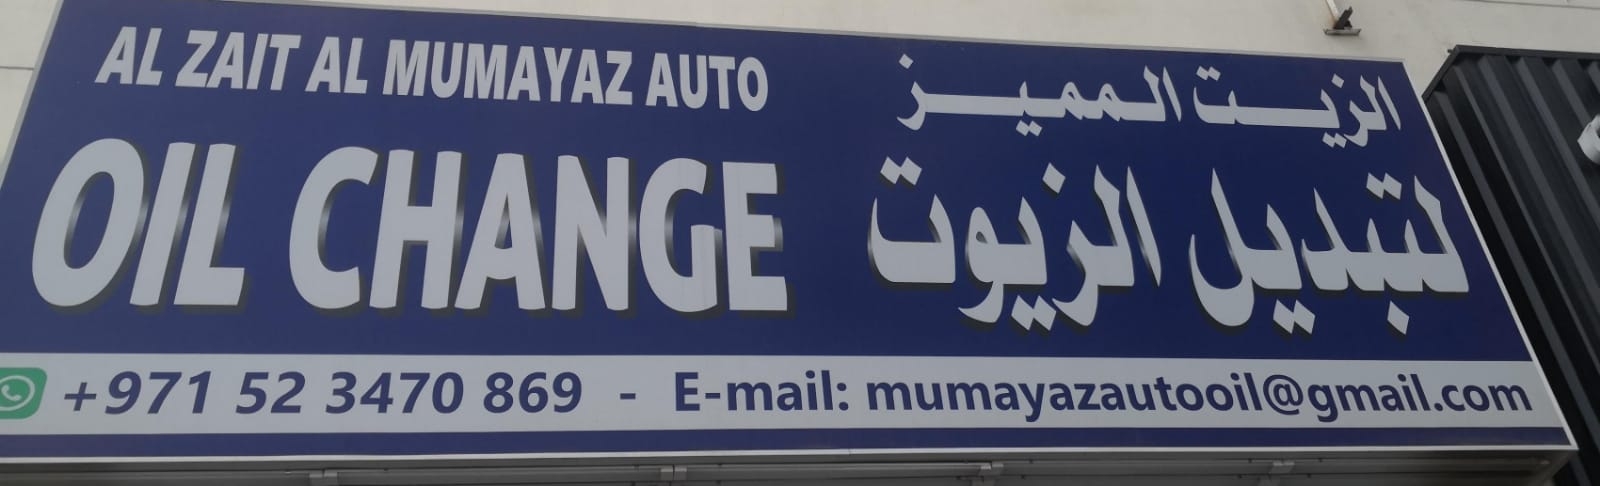 AL ZAIT AL MUMAYAZ AUTO
OIL CHANGE
الزيت المميز
لتبديل الزيوت
+971 52 3470 869 - E-mail: mumayazautooil@gmail.com